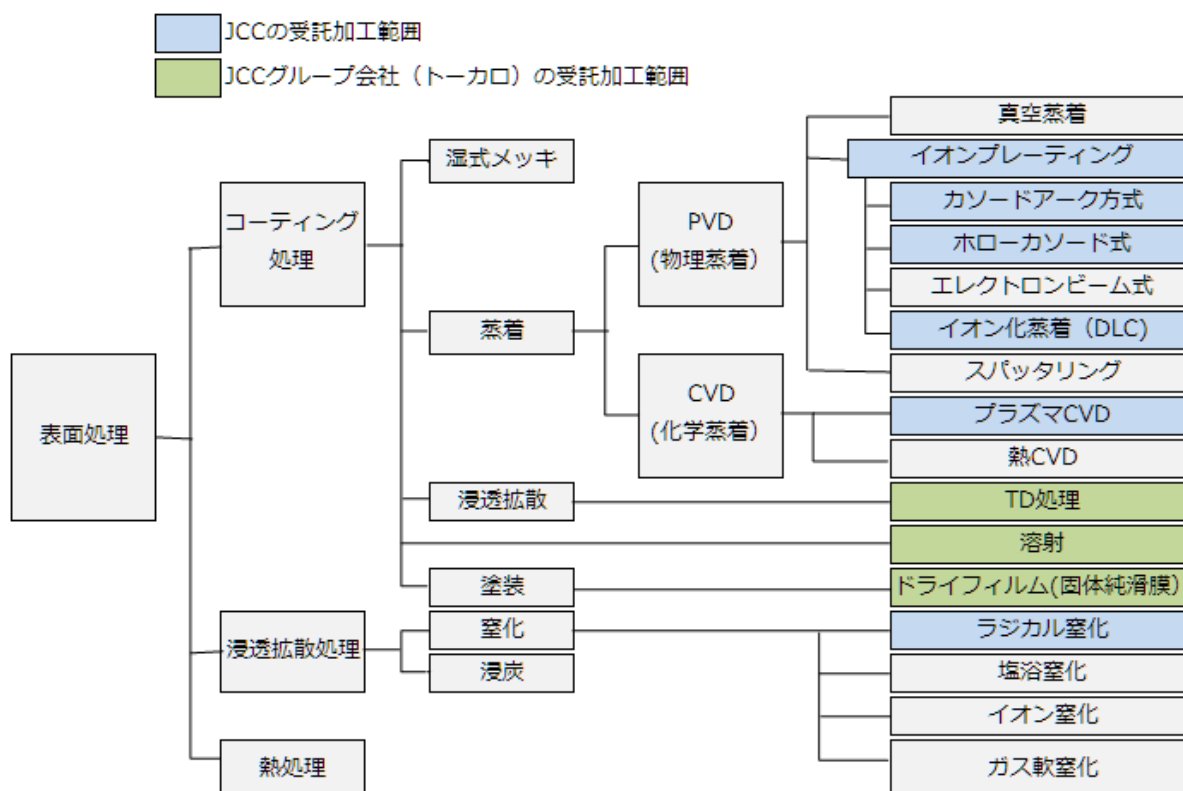 JCCの受託加工範囲
JCCグループ会社（トーカロ）の受託加工範囲
表面処理
コーティング
処理
浸透拡散処理
熱処理
湿式メッキ
蒸着
浸透拡散
塗装
窒化
浸炭
PVD
(物理蒸着）
CVD
(化学蒸着）
真空蒸着
イオンプレーティング
カソードアーク方式
ホローカソード式
エレクトロンビーム式
イオン化蒸着（DLC)
スパッタリング
プラズマCVD
熱CVD
TD処理
溶射
ドライフィルム(固体純滑膜）
ラジカル窒化
塩浴窒化
イオン窒化
ガス軟窒化